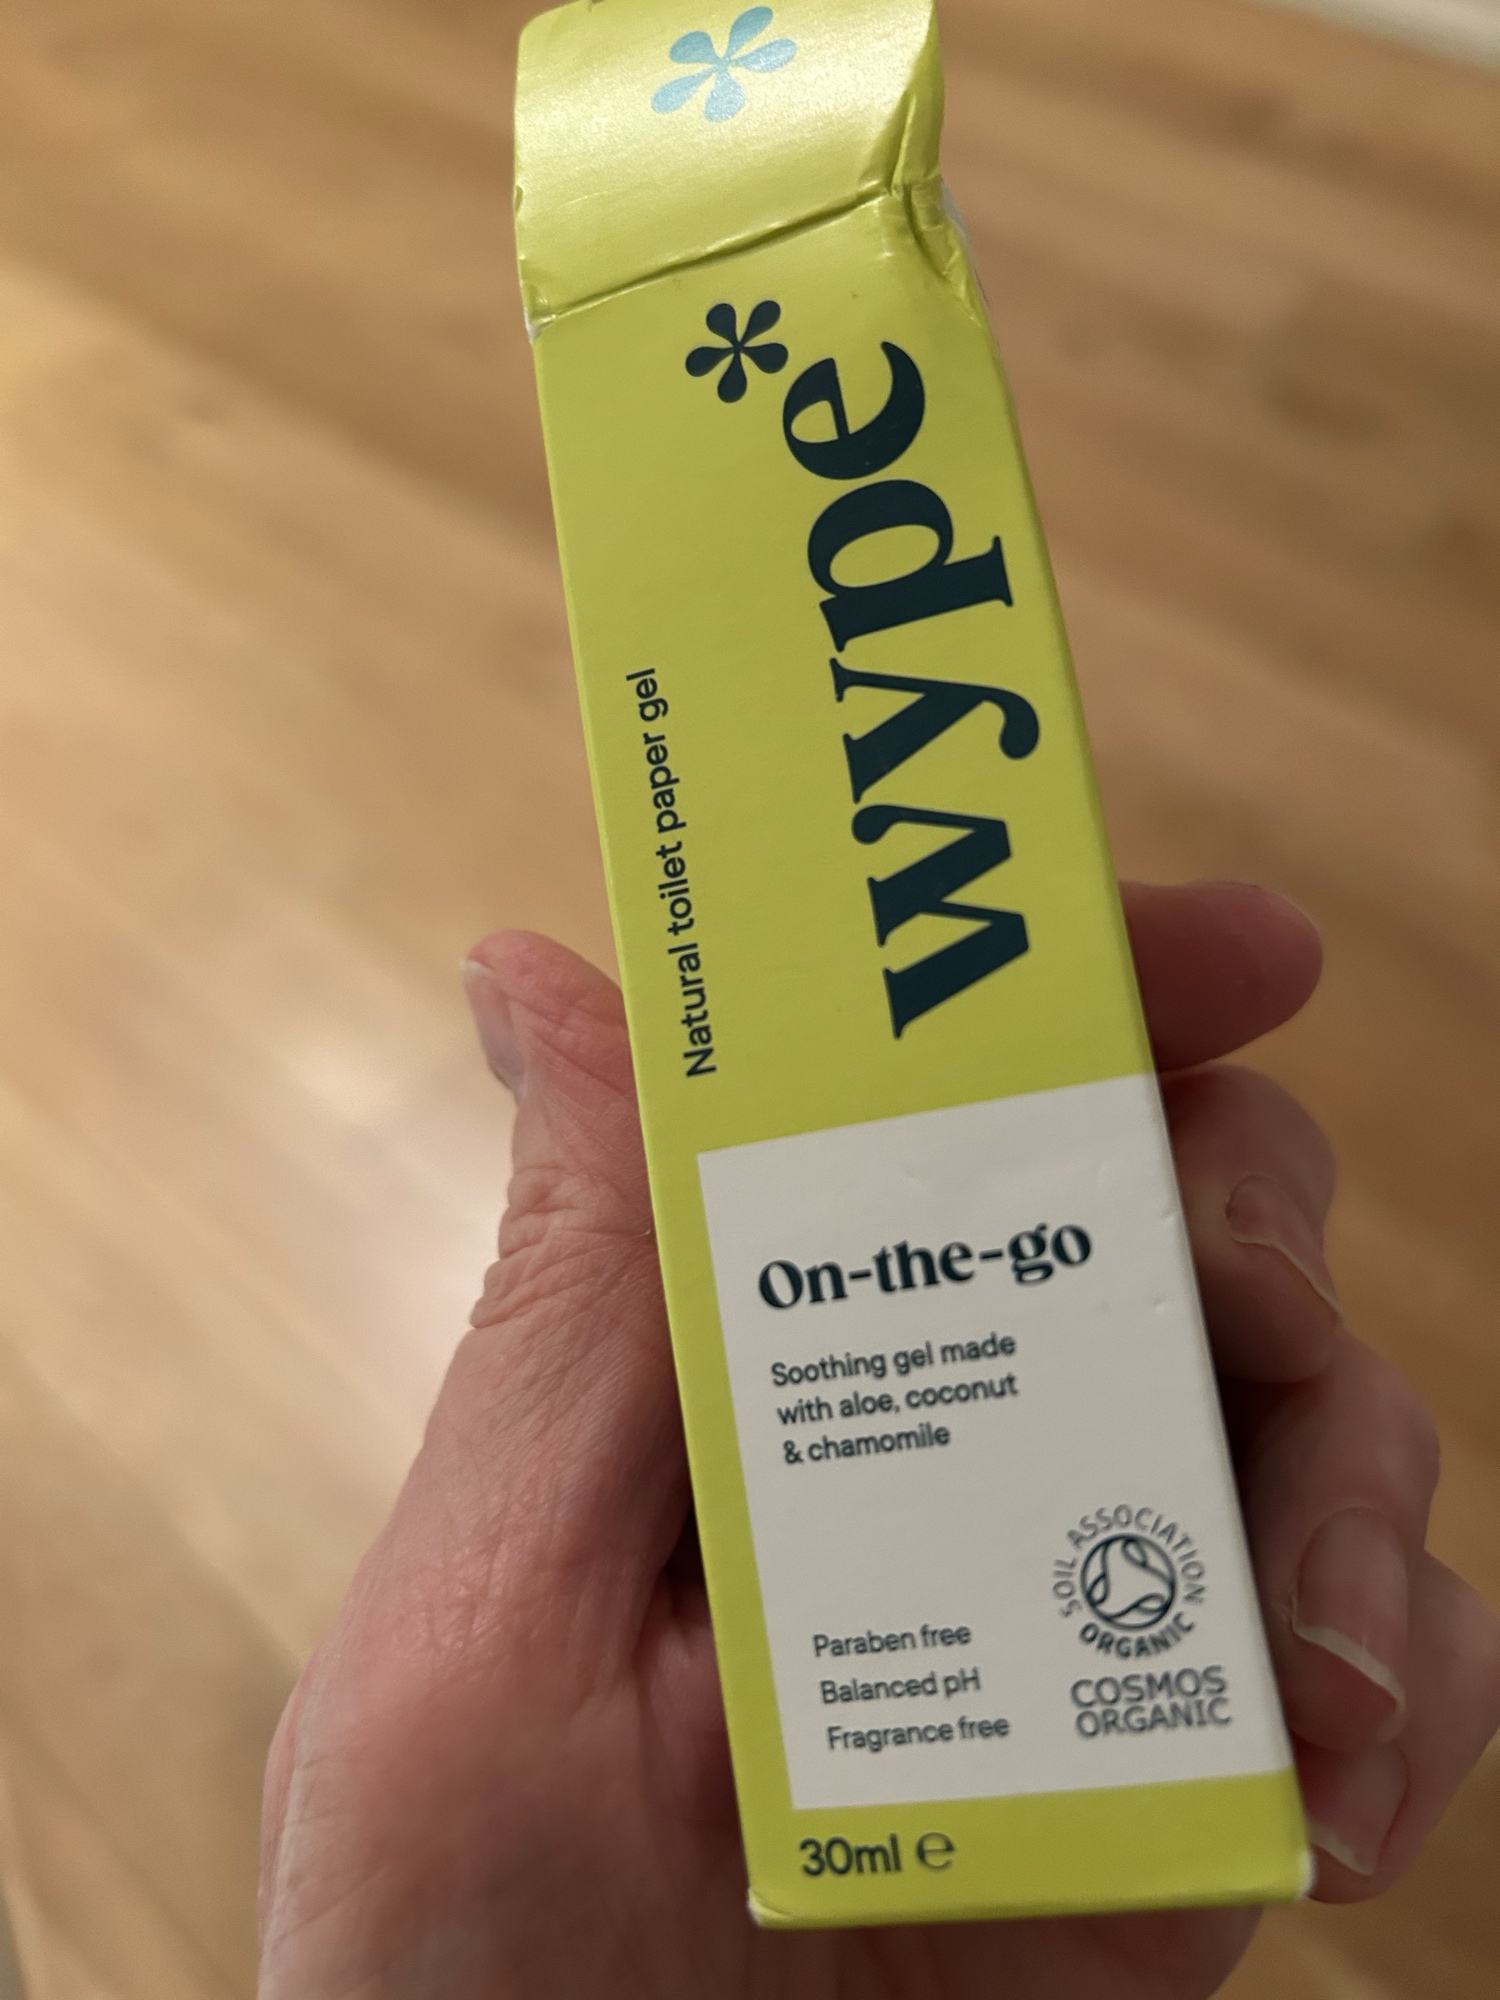 wype*
Natural toilet paper gel
On-the-go
Soothing gel made
with aloe, coconut
& chamomile
Paraben free
Balanced pH
Fragrance free
SOIL ASSOCIATION
ORGANIC
COSMOS
ORGANIC
30ml ℮